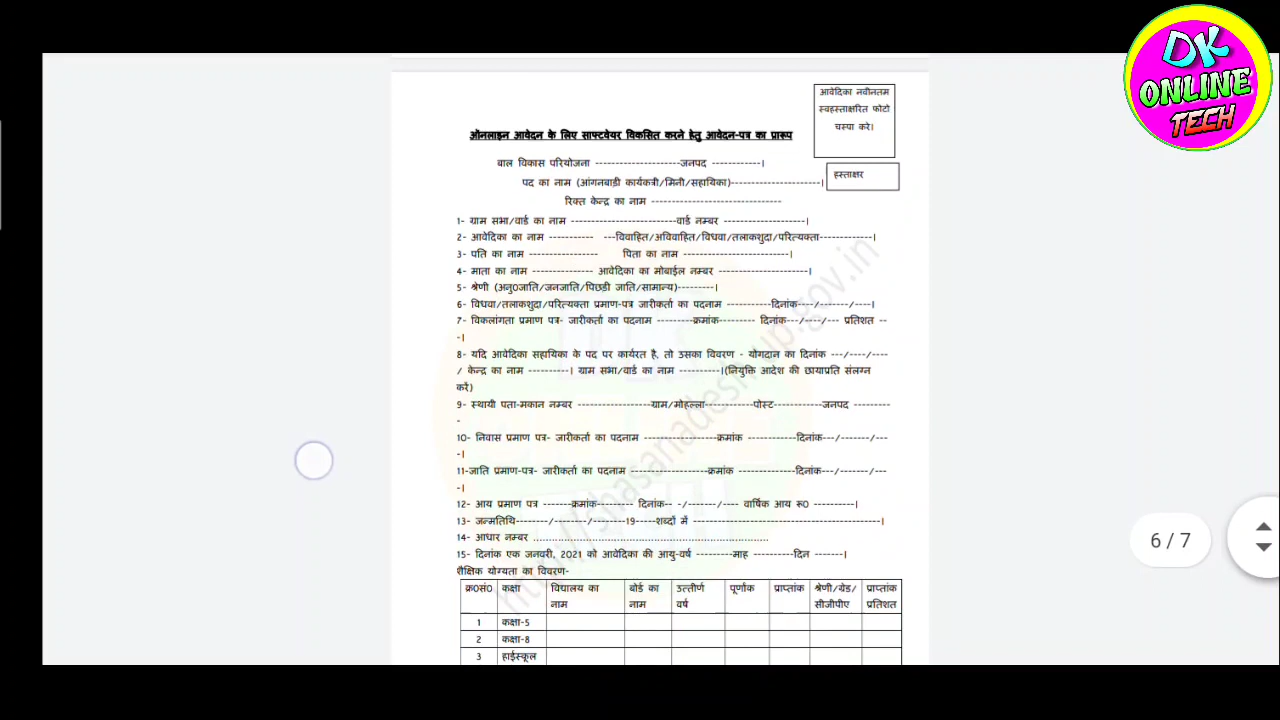 DK
ONLINE
TECH
आवेदिका नवीनतम
स्वहस्ताक्षरित फोटो
चस्पा करे।
ऑनलाइन आवेदन के लिए साफ्टवेयर विकसित करने हेतु आवेदन-पत्र का प्रारूप
बाल विकास परियोजना ---------------------जनपद ------------।
हस्ताक्षर
पद का नाम (आंगनबाड़ी कार्यकत्री/मिनी/सहायिका)----------------------।
रिक्त केन्द्र का नाम --------------------------------
1- ग्राम सभा/वार्ड का नाम --------------------------वार्ड नम्बर --------------------।
2- आवेदिका का नाम ----------- ---विवाहित/अविवाहित/विधवा/तलाकशुदा/परित्यक्ता-------------।
3- पति का नाम ----------------- पिता का नाम --------------------------।
4- माता का नाम --------------- आवेदिका का मोबाईल नम्बर ----------------------।
5- श्रेणी (अनु0जाति/जनजाति/पिछड़ी जाति/सामान्य)---------।
6- विधवा/तलाकशुदा/परित्यक्ता प्रमाण-पत्र जारीकर्ता का पदनाम -----------दिनांक----/-------/----।
7- विकलांगता प्रमाण पत्र- जारीकर्ता का पदनाम ---------क्रमांक--------- दिनांक---/----/--- प्रतिशत --
-।
8- यदि आवेदिका सहायिका के पद पर कार्यरत है, तो उसका विवरण - योगदान का दिनांक ---/----/----
/ केन्द्र का नाम ----------। ग्राम सभा/वार्ड का नाम ----------।(नियुक्ति आदेश की छायाप्रति संलग्न
करें)
9- स्थायी पता-मकान नम्बर ------------------ग्राम/मोहल्ला------------पोस्ट------------जनपद ---------
-
10- निवास प्रमाण पत्र- जारीकर्ता का पदनाम ------------------क्रमांक ------------दिनांक---/-------/---
-।
11-जाति प्रमाण-पत्र- जारीकर्ता का पदनाम -------------------क्रमांक --------------दिनांक---/-------/---
-।
12- आय प्रमाण पत्र -------क्रमांक--------- दिनांक-- -/-------/---- वार्षिक आय रू0 ----------।
13- जन्मतिथि--------/--------/-------19----शब्दों में ----------------------------------------------।
14- आधार नम्बर ......................................................................
15- दिनांक एक जनवरी, 2021 को आवेदिका की आयु-वर्ष ---------माह ----------दिन -------।
शैक्षिक योग्यता का विवरण-
क्र0सं0 कक्षा विद्यालय का नाम बोर्ड का नाम उत्तीर्ण वर्ष पूर्णांक प्राप्तांक श्रेणी/ग्रेड/सीजीपीए प्राप्तांक प्रतिशत
1 कक्षा-5
2 कक्षा-8
3 हाईस्कूल
http://shasanadesh.up.gov.in
6 / 7